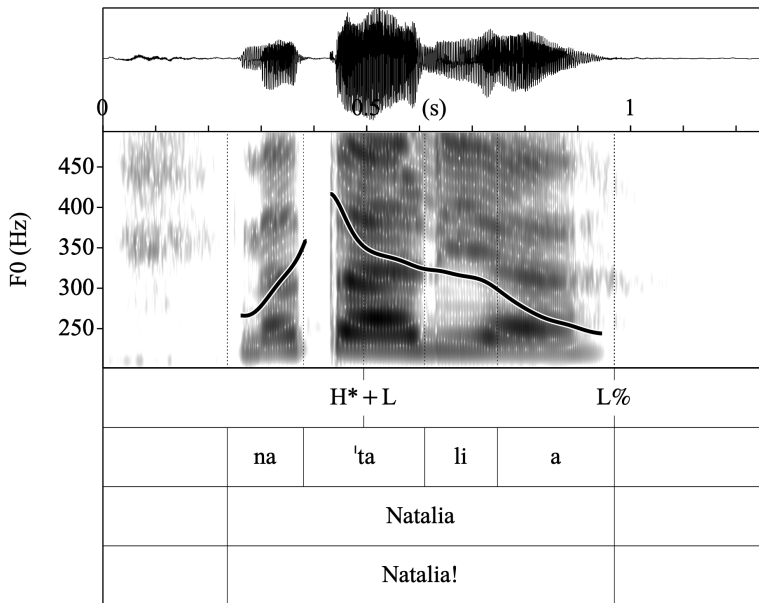 0 0.5 (s) 1
F0 (Hz)
450
400
350
300
250
H* + L L%
na ˈta li a
Natalia
Natalia!